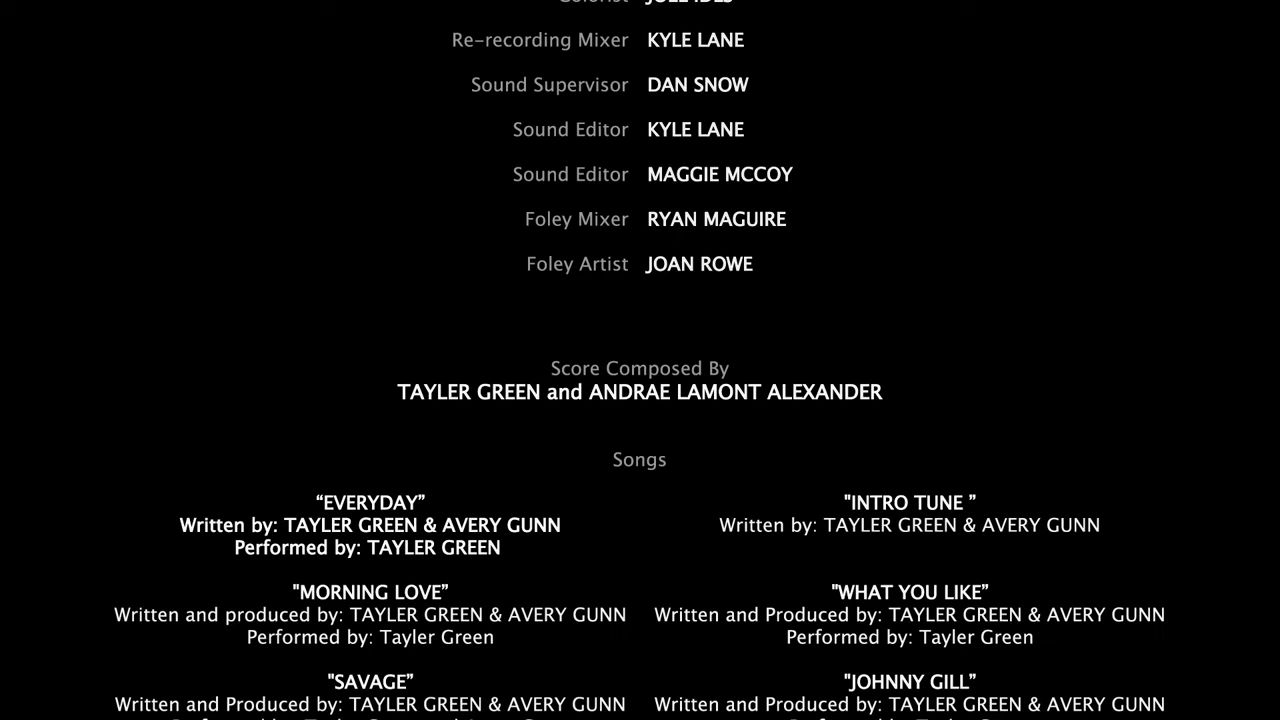 Re-recording Mixer KYLE LANE
Sound Supervisor DAN SNOW
Sound Editor KYLE LANE
Sound Editor MAGGIE MCCOY
Foley Mixer RYAN MAGUIRE
Foley Artist JOAN ROWE
Score Composed By
TAYLER GREEN and ANDRAE LAMONT ALEXANDER
Songs
“EVERYDAY”
Written by: TAYLER GREEN & AVERY GUNN
Performed by: TAYLER GREEN
"INTRO TUNE ”
Written by: TAYLER GREEN & AVERY GUNN
"MORNING LOVE”
Written and produced by: TAYLER GREEN & AVERY GUNN
Performed by: Tayler Green
"WHAT YOU LIKE”
Written and Produced by: TAYLER GREEN & AVERY GUNN
Performed by: Tayler Green
"SAVAGE”
Written and Produced by: TAYLER GREEN & AVERY GUNN
"JOHNNY GILL”
Written and Produced by: TAYLER GREEN & AVERY GUNN